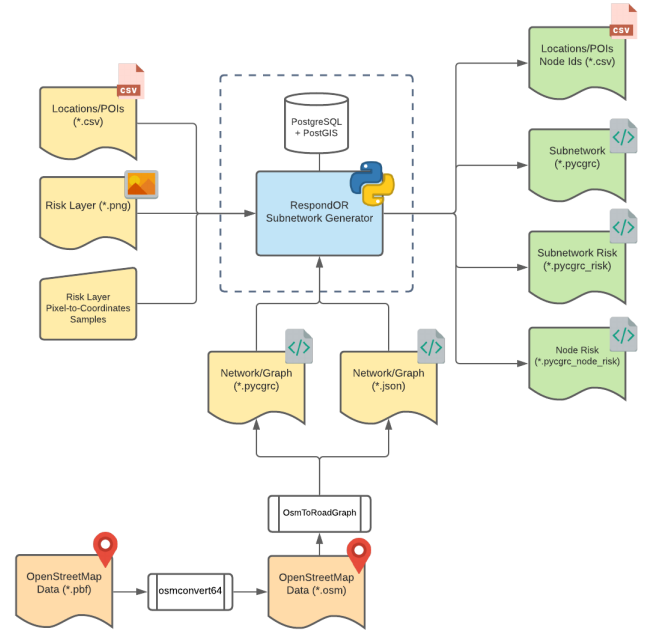 CSV
Locations/POIs
Node Ids (*.csv)
CSV
Locations/POIs
(*.csv)
PostgreSQL
+ PostGIS
Subnetwork
(*.pycgrc)
Risk Layer (*.png)
RespondOR
Subnetwork Generator
Subnetwork Risk
(*.pycgrc_risk)
Risk Layer
Pixel-to-Coordinates
Samples
Node Risk
(*.pycgrc_node_risk)
Network/Graph
(*.pycgrc)
Network/Graph
(*.json)
OsmToRoadGraph
OpenStreetMap
Data (*.pbf)
osmconvert64
OpenStreetMap
Data (*.osm)